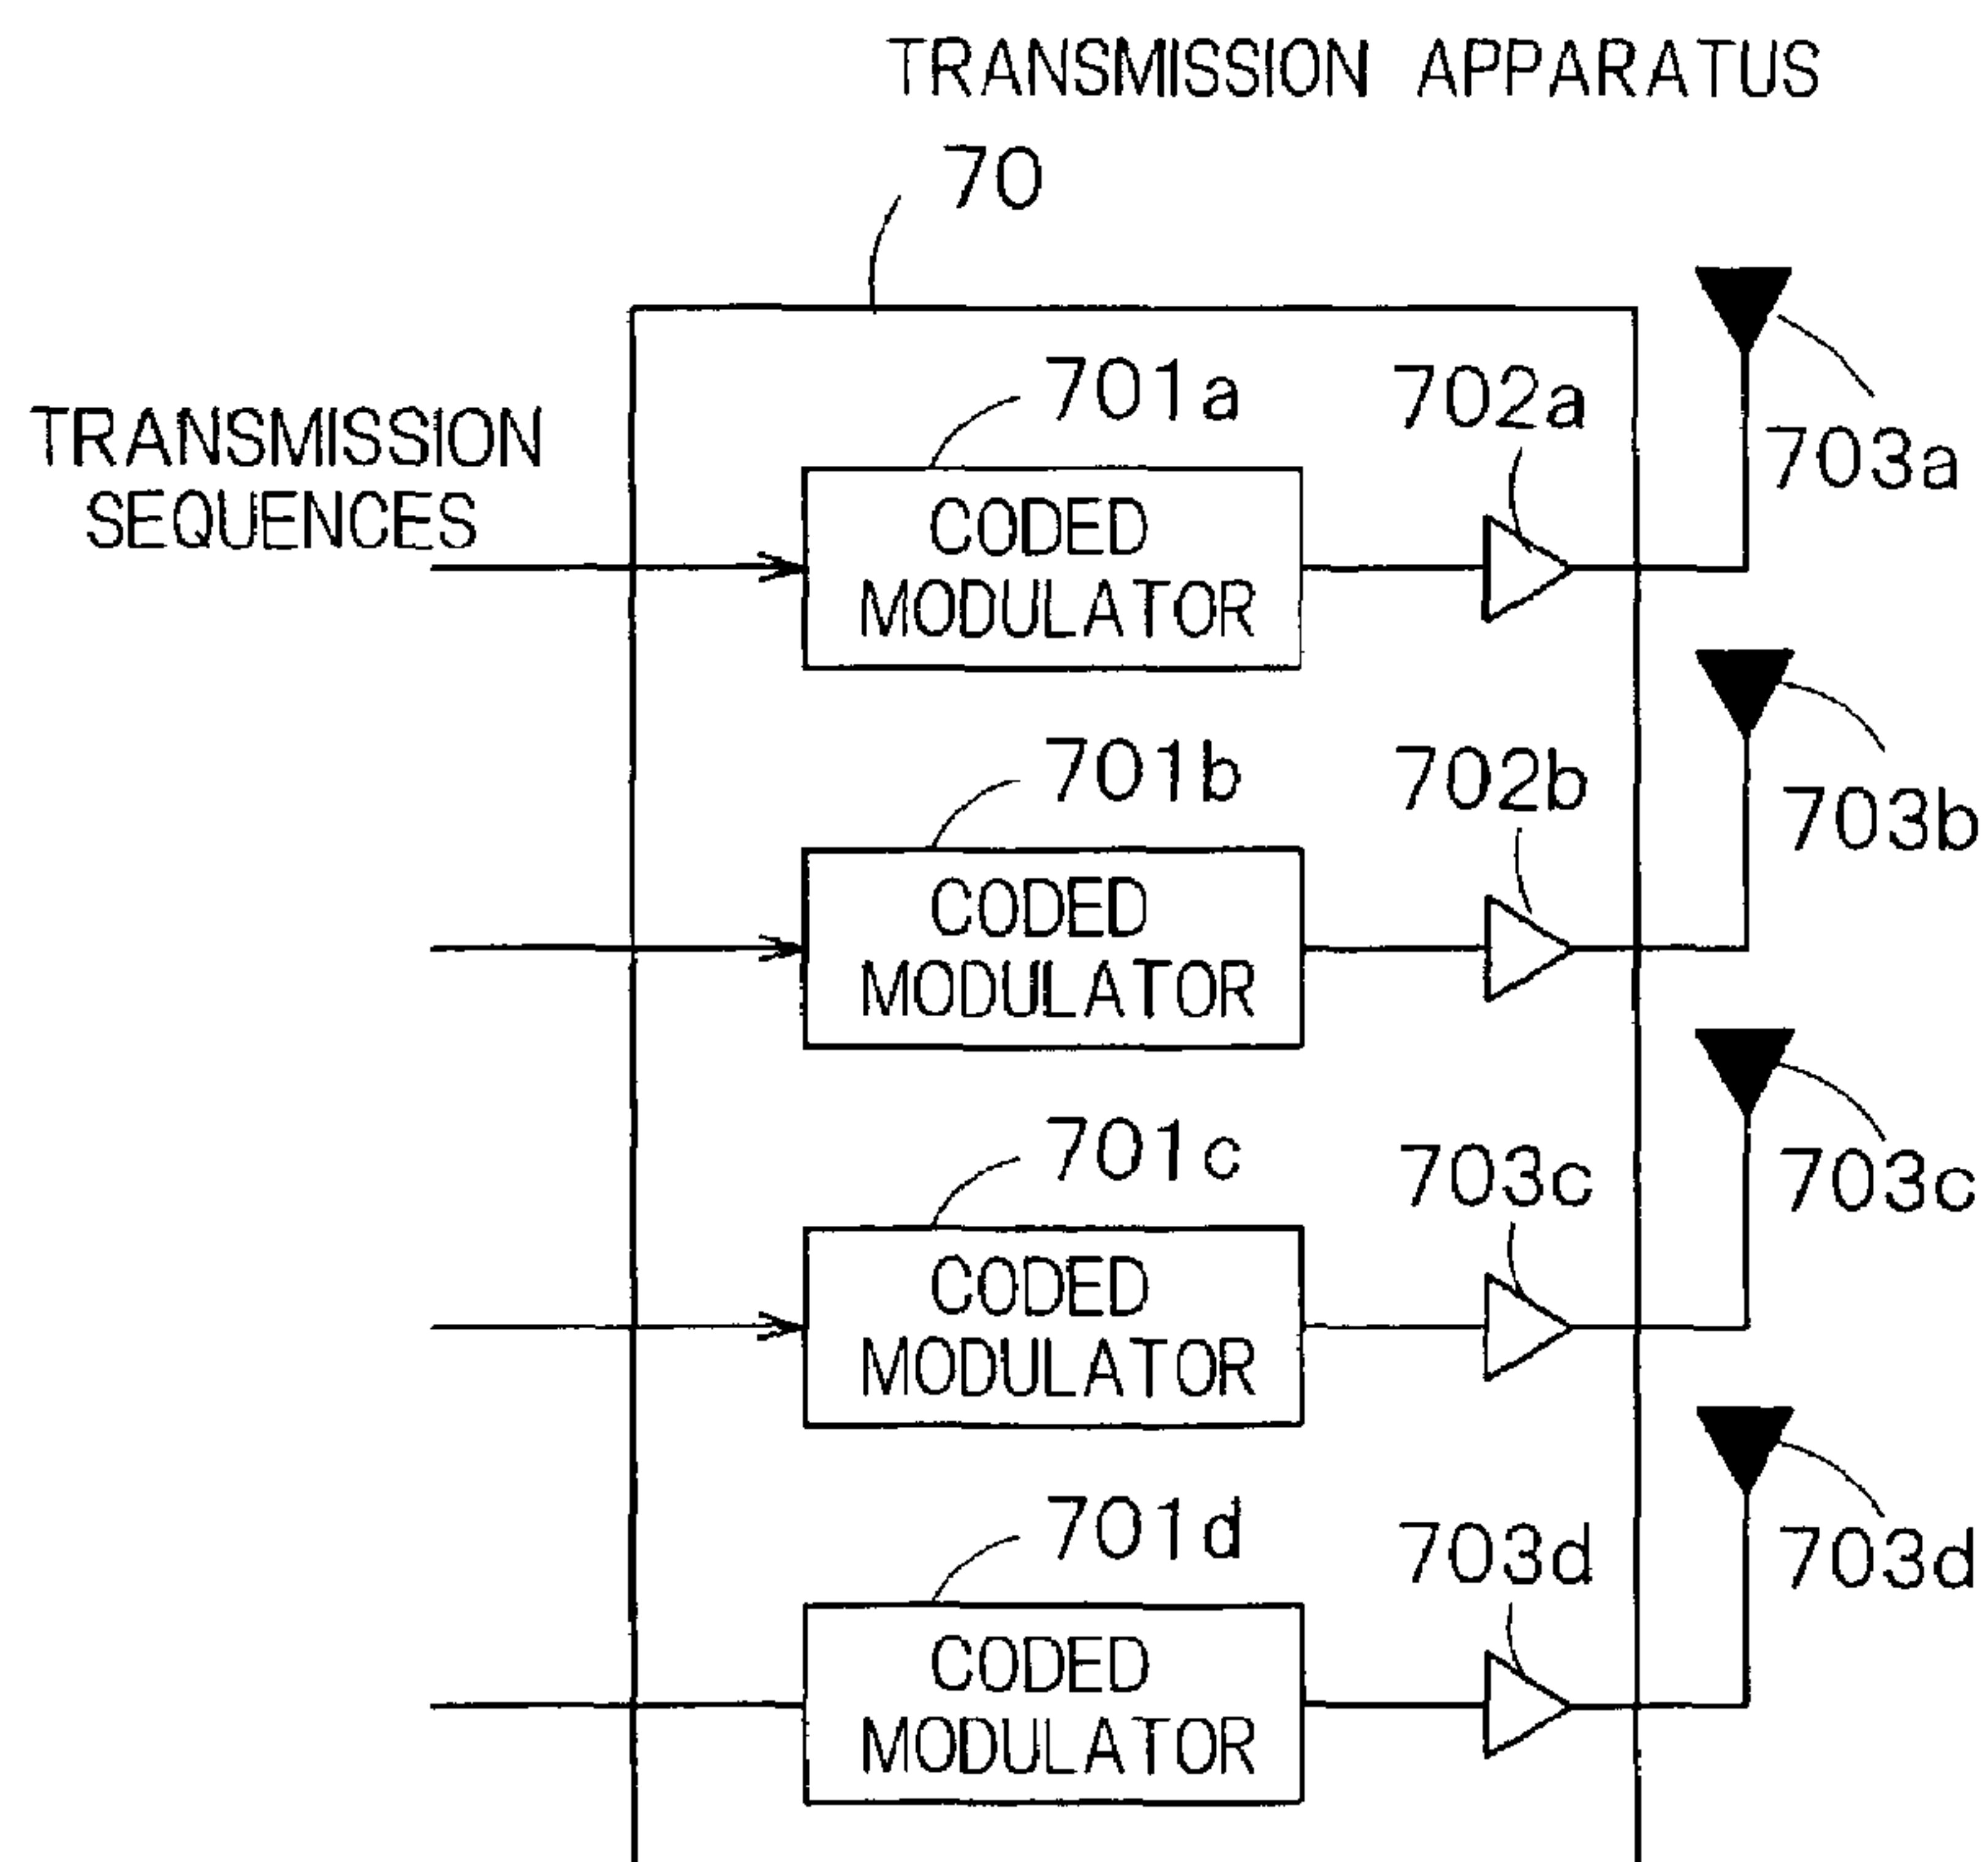 TRANSMISSION APPARATUS
70
701a
702a
703a
TRANSMISSION
SEQUENCES
CODED
MODULATOR
701b
702b
703b
CODED
MODULATOR
701c
703c
703c
CODED
MODULATOR
701d
703d
703d
CODED
MODULATOR